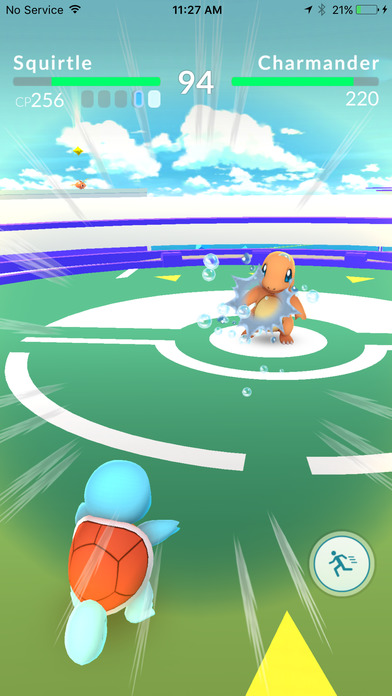 No Service 11:27 AM 21%
Squirtle 94 Charmander
CP256 220